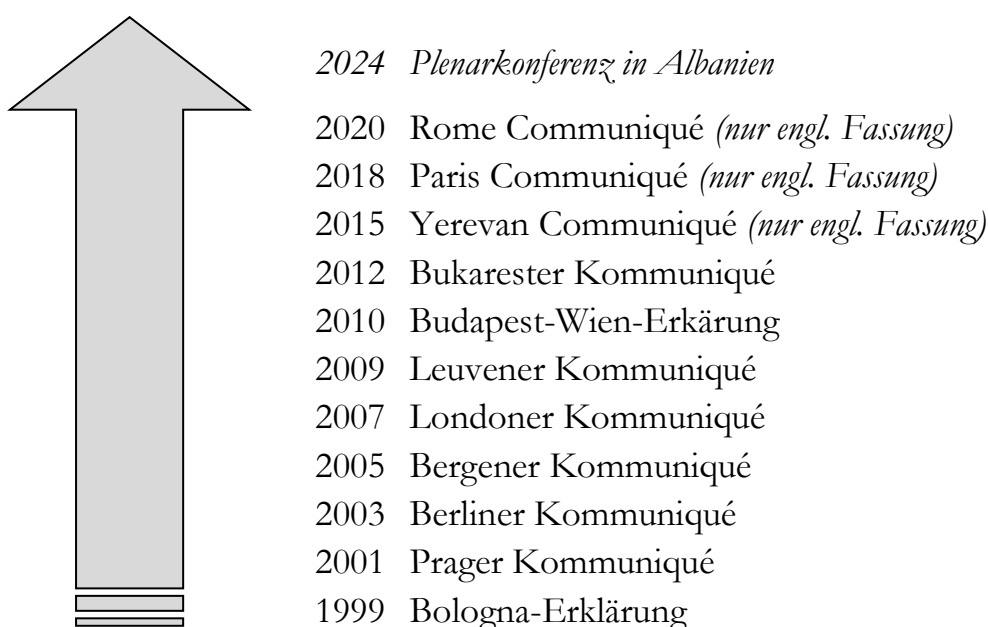 2024 Plenarkonferenz in Albanien
2020 Rome Communiqué (nur engl. Fassung)
2018 Paris Communiqué (nur engl. Fassung)
2015 Yerevan Communiqué (nur engl. Fassung)
2012 Bukarester Kommuniqué
2010 Budapest-Wien-Erkärung
2009 Leuvener Kommuniqué
2007 Londoner Kommuniqué
2005 Bergener Kommuniqué
2003 Berliner Kommuniqué
2001 Prager Kommuniqué
1999 Bologna-Erklärung